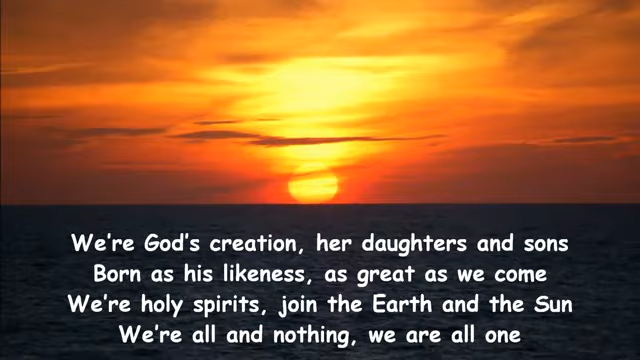 We're God's creation, her daughters and sons
Born as his likeness, as great as we come
We're holy spirits, join the Earth and the Sun
We're all and nothing, we are all one